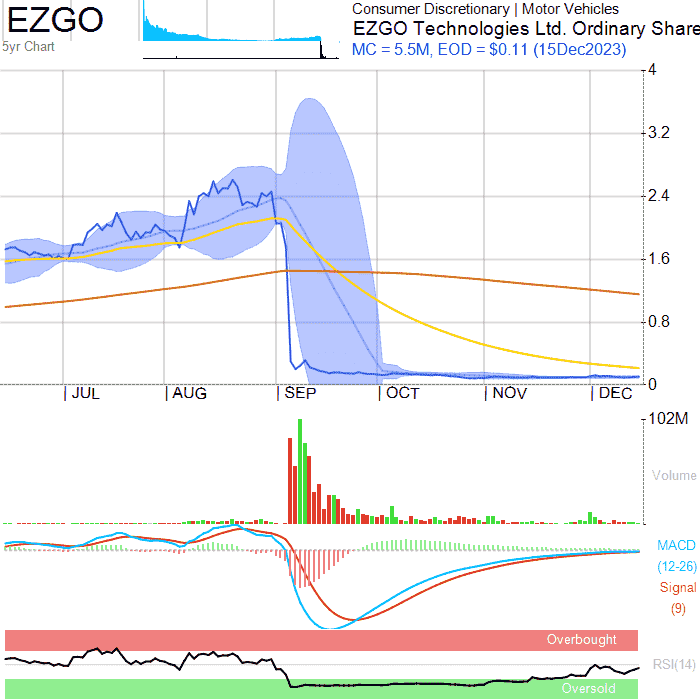 EZGO
5yr Chart
Consumer Discretionary | Motor Vehicles
EZGO Technologies Ltd. Ordinary Share
MC = 5.5M, EOD = $0.11 (15Dec2023)
4
3.2
2.4
1.6
0.8
0
| JUL | AUG | SEP | OCT | NOV | DEC
102M
Volume
MACD
(12-26)
Signal
(9)
Overbought
RSI(14)
Oversold